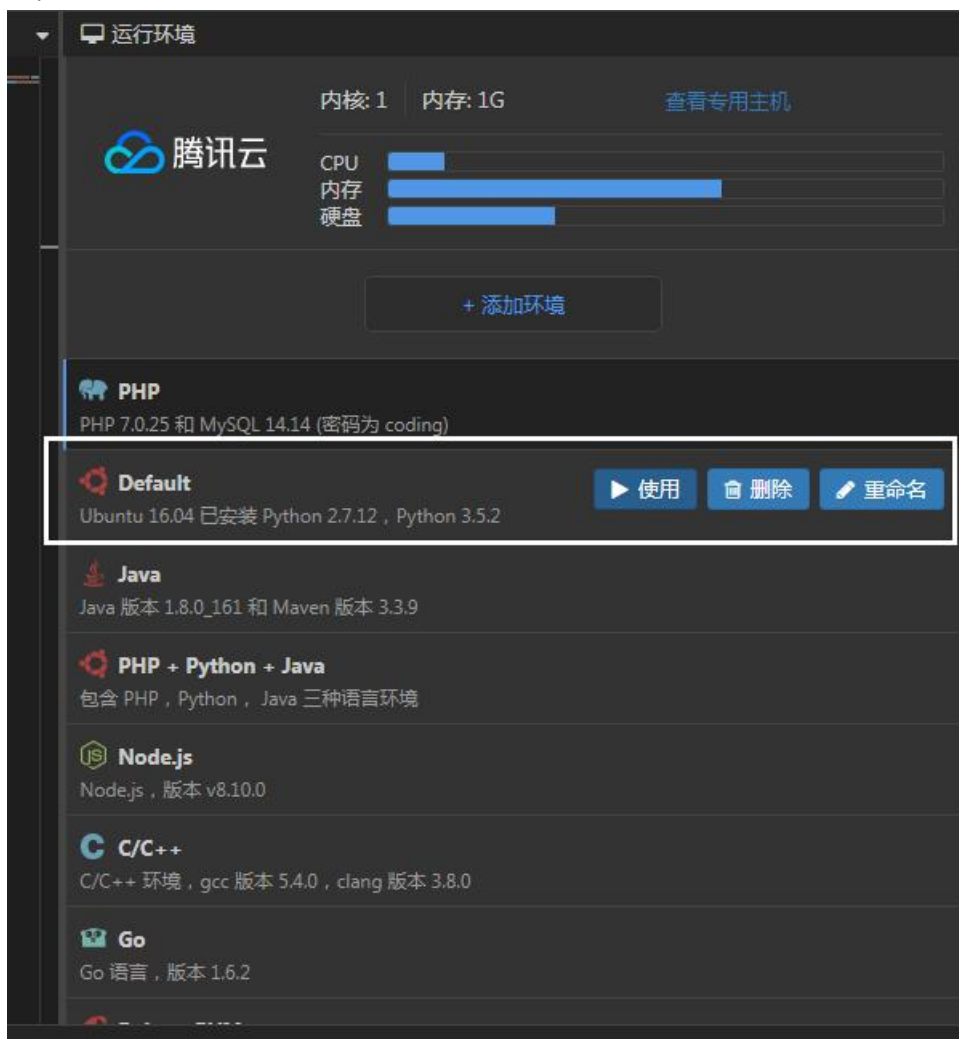 运行环境
内核: 1 内存: 1G 查看专用主机
腾讯云
CPU
内存
硬盘
+ 添加环境
PHP
PHP 7.0.25 和 MySQL 14.14 (密码为 coding)
Default
使用 删除 重命名
Ubuntu 16.04 已安装 Python 2.7.12，Python 3.5.2
Java
Java 版本 1.8.0_161 和 Maven 版本 3.3.9
PHP + Python + Java
包含 PHP，Python， Java 三种语言环境
Node.js
Node.js，版本 v8.10.0
C/C++
C/C++ 环境，gcc 版本 5.4.0，clang 版本 3.8.0
Go
Go 语言，版本 1.6.2